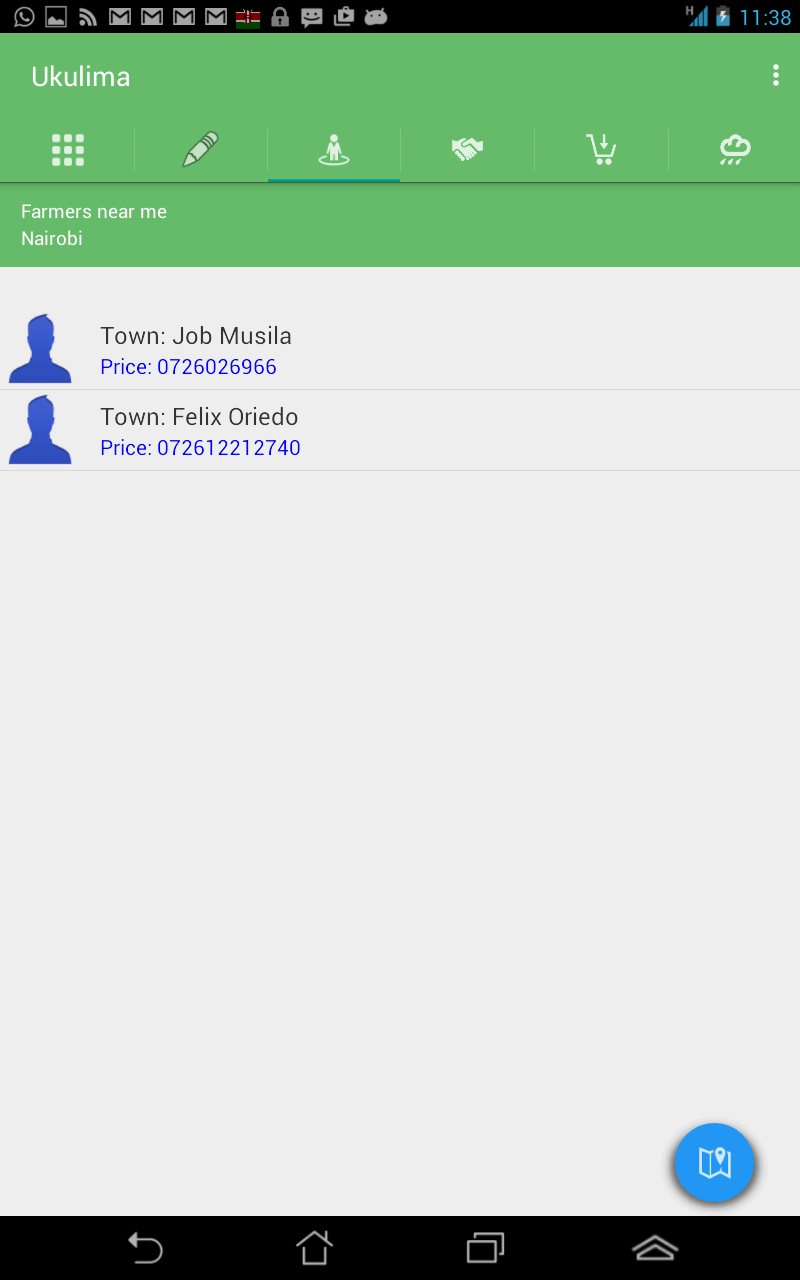 H 11:38
Ukulima
Farmers near me
Nairobi
Town: Job Musila
Price: 0726026966
Town: Felix Oriedo
Price: 072612212740